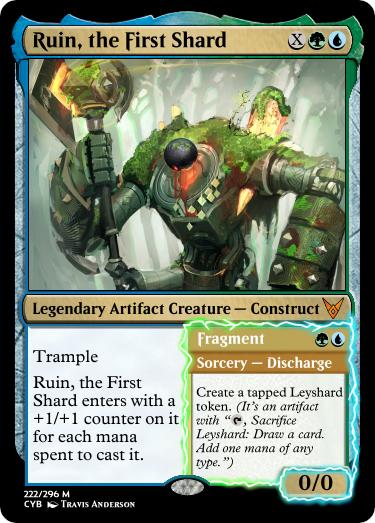 Ruin, the First Shard X
Legendary Artifact Creature — Construct
Trample
Ruin, the First
Shard enters with a
+1/+1 counter on it
for each mana
spent to cast it.
Fragment
Sorcery — Discharge
Create a tapped Leyshard
token. (It's an artifact
with “, Sacrifice
Leyshard: Draw a card.
Add one mana of any
type.”)
0/0
222/296 M
CYB Travis Anderson